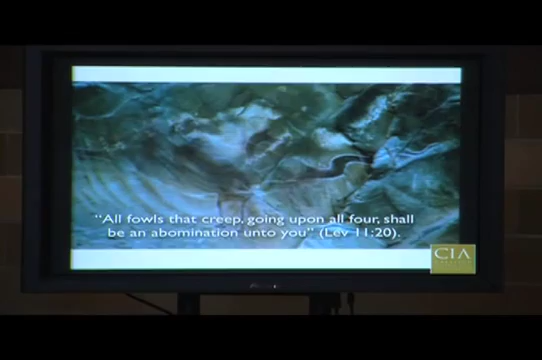 "All fowls that creep, going upon all four, shall
be an abomination unto you" (Lev 11:20).
CIA